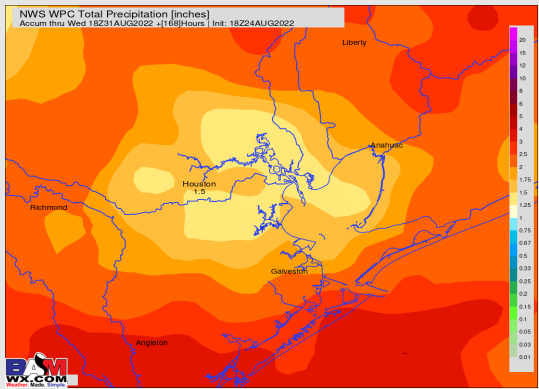 NWS WPC Total Precipitation [inches]
Accum thru Wed 18Z31AUG2022 +[168]Hours | Init: 18Z24AUG2022
Liberty
Anahuac
Houston
1.5
Richmond
Galveston
Angleton
20
15
12
10
8
6
5
4
3
2.5
2
1.75
1.5
1.25
1
0.75
0.67
0.5
0.33
0.25
0.2
0.15
0.1
0.05
0.03
0.01
BAM
WX.COM
Weather. Made. Simple.